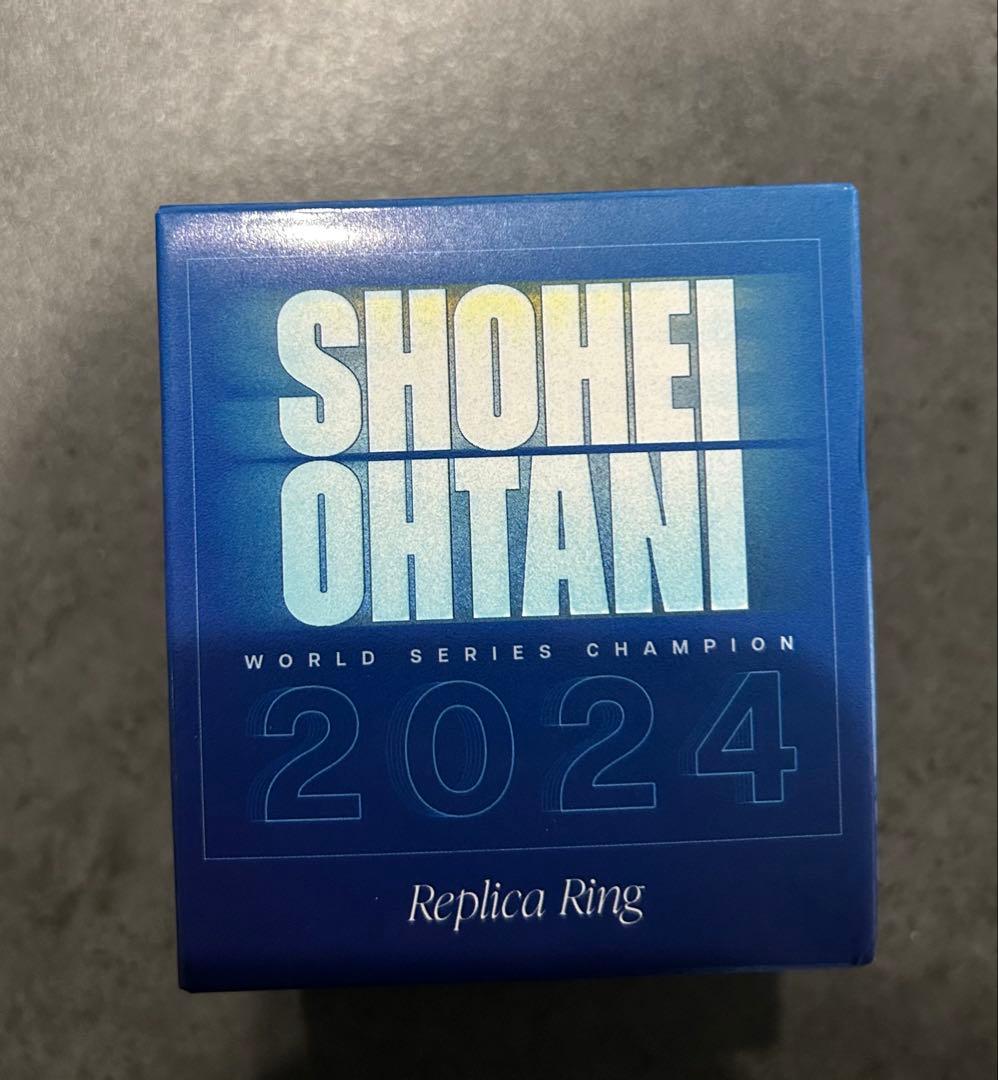 SHOHEI
OHTANI
WORLD SERIES CHAMPION
2024
Replica Ring